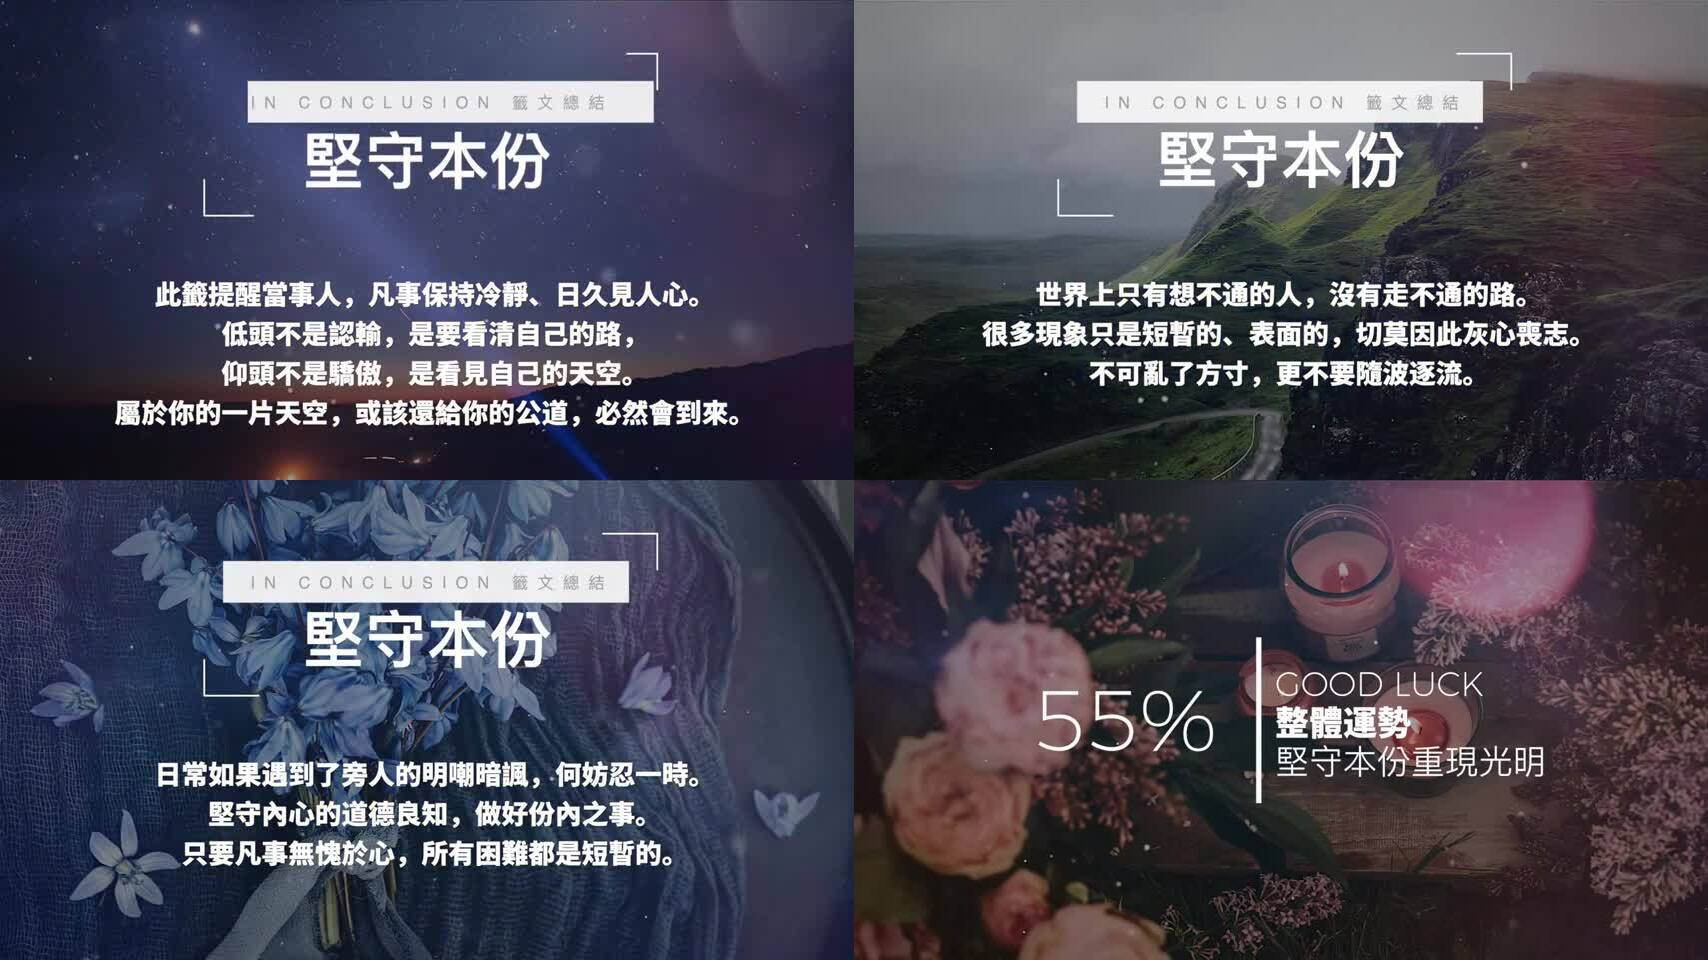 IN CONCLUSION 籤文總結
堅守本份
此籤提醒當事人，凡事保持冷靜、日久見人心。
低頭不是認輸，是要看清自己的路，
仰頭不是驕傲，是看見自己的天空。
屬於你的一片天空，或該還給你的公道，必然會到來。
IN CONCLUSION 籤文總結
堅守本份
世界上只有想不通的人，沒有走不通的路。
很多現象只是短暫的、表面的，切莫因此灰心喪志。
不可亂了方寸，更不要隨波逐流。
IN CONCLUSION 籤文總結
堅守本份
日常如果遇到了旁人的明嘲暗諷，何妨忍一時。
堅守內心的道德良知，做好份內之事。
只要凡事無愧於心，所有困難都是短暫的。
55%
GOOD LUCK
整體運勢
堅守本份重現光明